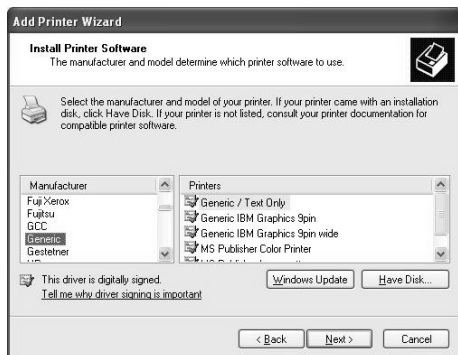 Add Printer Wizard
Install Printer Software
The manufacturer and model determine which printer software to use.
Select the manufacturer and model of your printer. If your printer came with an installation
disk, click Have Disk. If your printer is not listed, consult your printer documentation for
compatible printer software.
Manufacturer
Fuji Xerox
Fujitsu
GCC
Generic
Gestetner
Printers
Generic / Text Only
Generic IBM Graphics 9pin
Generic IBM Graphics 9pin wide
MS Publisher Color Printer
This driver is digitally signed.
Tell me why driver signing is important
Windows Update
Have Disk...
< Back
Next >
Cancel